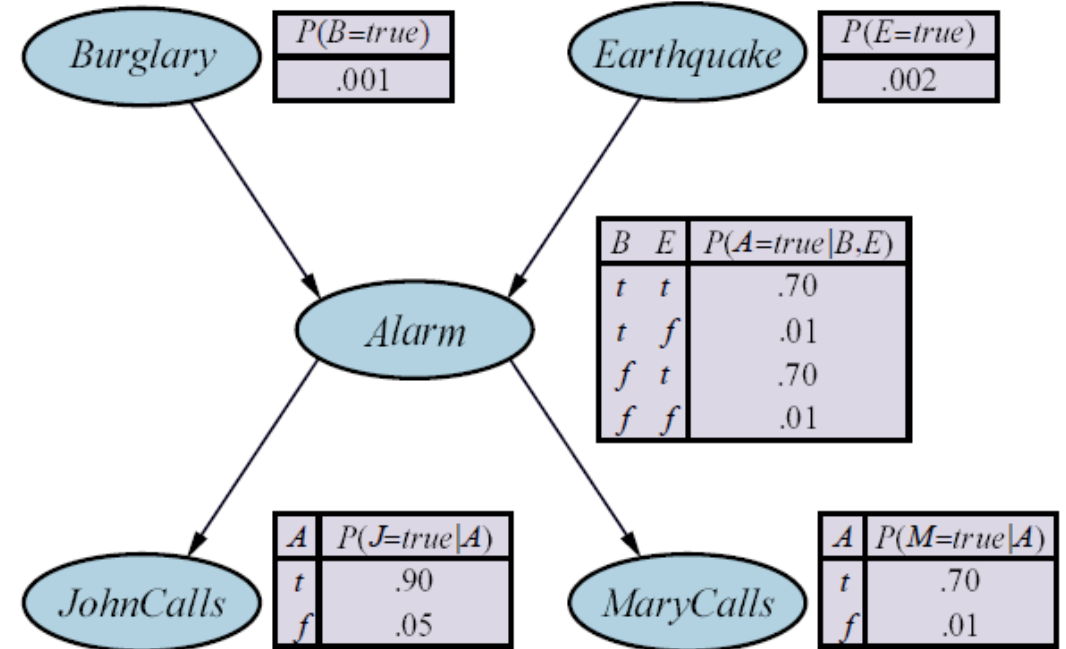 Burglary
P(B=true)
.001
Earthquake
P(E=true)
.002
B E P(A=true|B,E)
t t .70
t f .01
f t .70
f f .01
Alarm
JohnCalls
A P(J=true|A)
t .90
f .05
MaryCalls
A P(M=true|A)
t .70
f .01